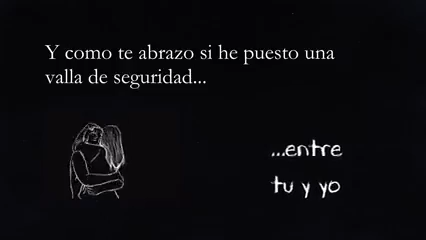 Y como te abrazo si he puesto una
valla de seguridad...
...entre
tu y yo